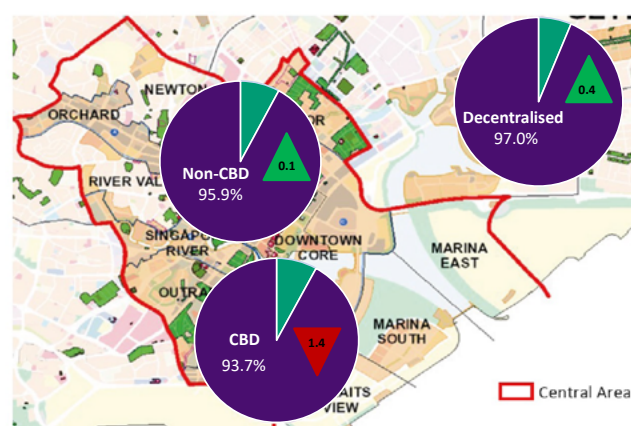 NEWTON
ORCHARD
OR
Decentralised
97.0%
0.4
Non-CBD
95.9%
0.1
RIVER VAL
SINGAPO
RIVER
DOWNTOWN
CORE
MARINA
EAST
OUTRA
CBD
93.7%
1.4
MARINA
SOUTH
AITS
VIEW
Central Area